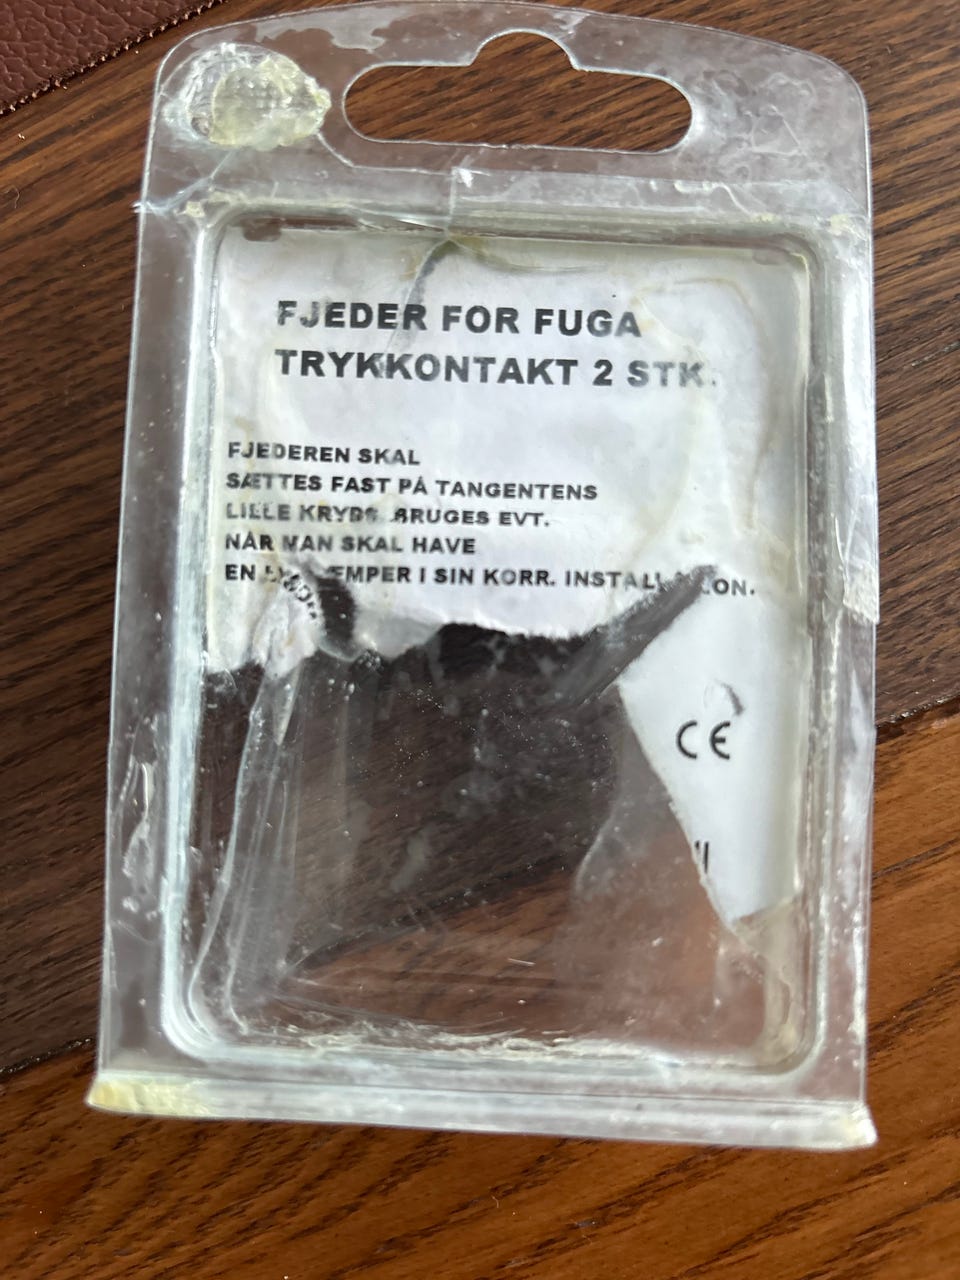 FJEDER FOR FUGA
TRYKKONTAKT 2 STK.
FJEDEREN SKAL
SÆTTES FAST PÅ TANGENTENS
LILLE KRYDS. BRUGES EVT.
NÅR MAN SKAL HAVE
EN I SIN KORR.
CE